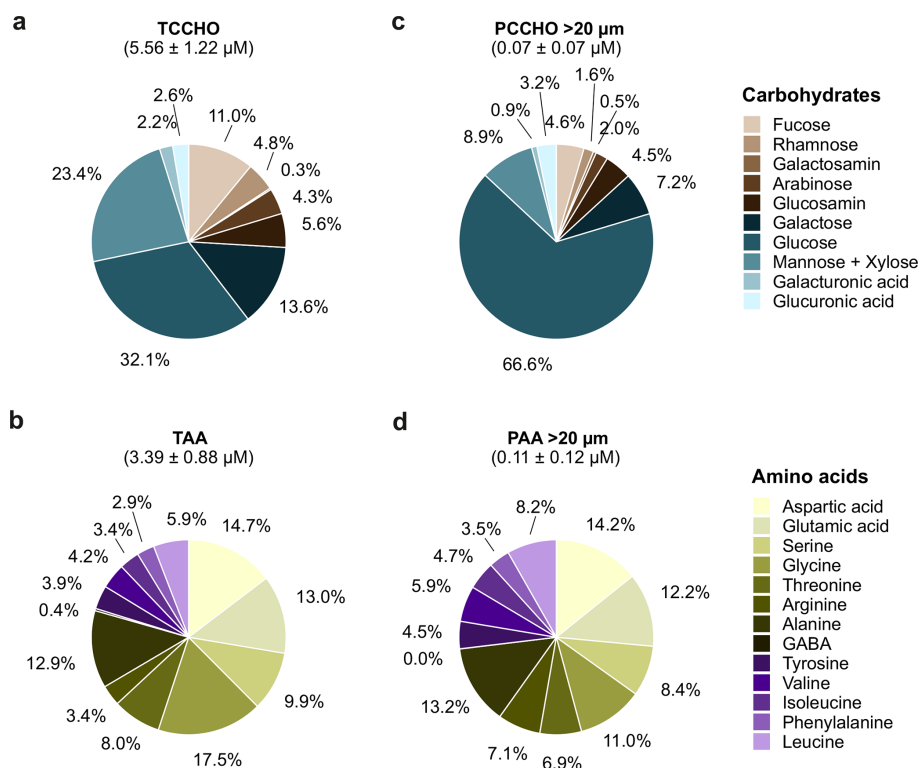 a
TCCHO
(5.56 ± 1.22 µM)
2.6%
2.2%
11.0%
4.8%
0.3%
4.3%
5.6%
23.4%
13.6%
32.1%
c
PCCHO >20 µm
(0.07 ± 0.07 µM)
1.6%
3.2%
0.5%
0.9%
4.6%
2.0%
8.9%
4.5%
7.2%
66.6%
Carbohydrates
Fucose
Rhamnose
Galactosamin
Arabinose
Glucosamin
Galactose
Glucose
Mannose + Xylose
Galacturonic acid
Glucuronic acid
b
TAA
(3.39 ± 0.88 µM)
2.9%
5.9%
14.7%
3.4%
4.2%
3.9%
0.4%
13.0%
12.9%
9.9%
3.4%
8.0%
17.5%
d
PAA >20 µm
(0.11 ± 0.12 µM)
8.2%
14.2%
3.5%
4.7%
5.9%
12.2%
4.5%
0.0%
8.4%
13.2%
11.0%
7.1%
6.9%
Amino acids
Aspartic acid
Glutamic acid
Serine
Glycine
Threonine
Arginine
Alanine
GABA
Tyrosine
Valine
Isoleucine
Phenylalanine
Leucine